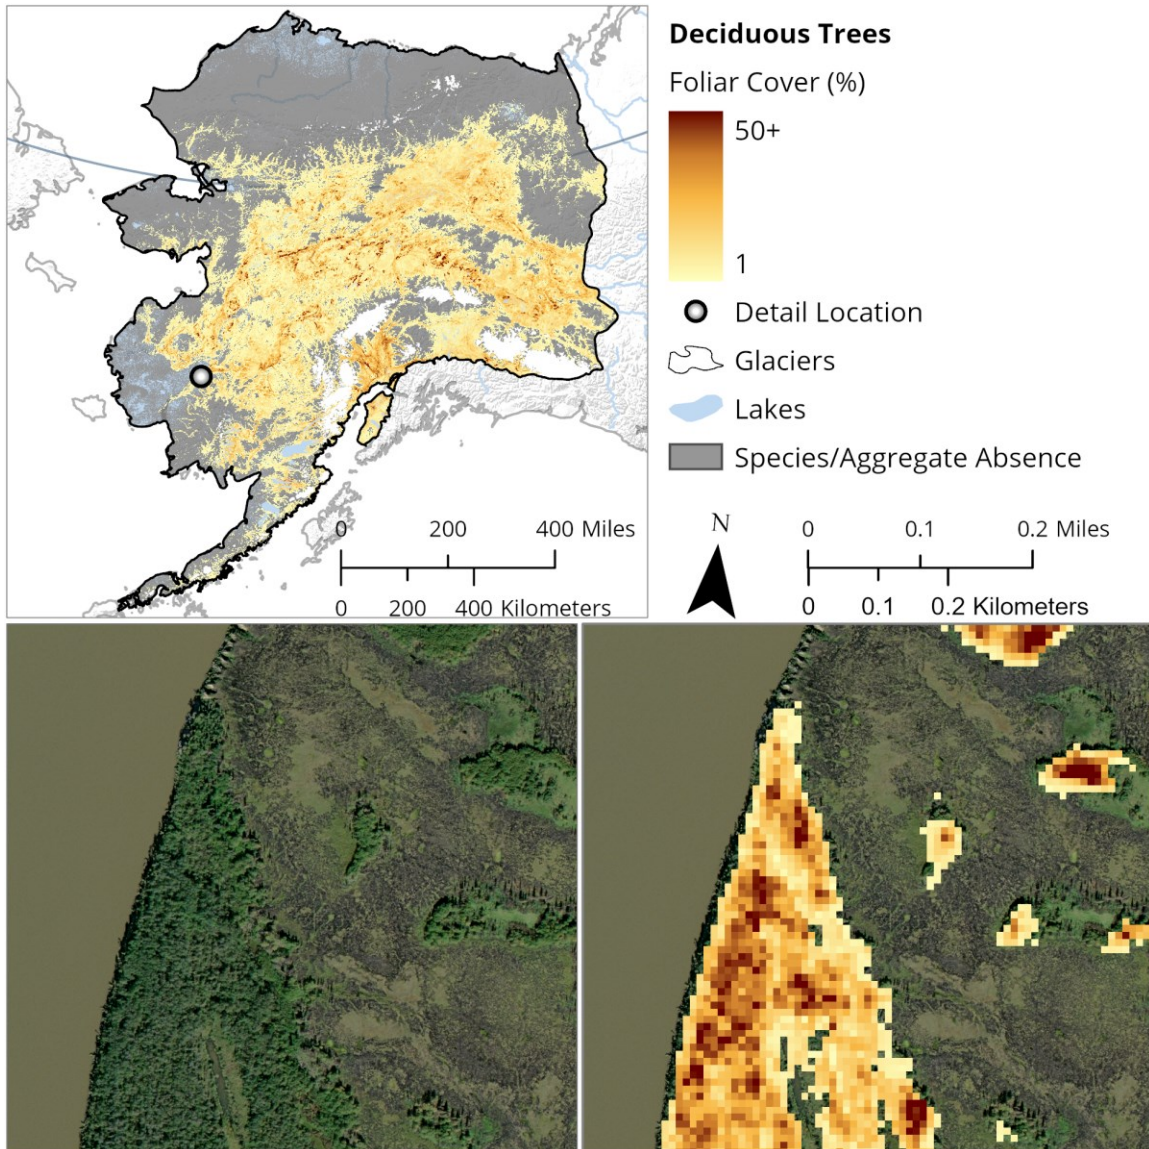 Deciduous Trees
Foliar Cover (%)
50+
1
Detail Location
Glaciers
Lakes
Species/Aggregate Absence
0 200 400 Miles
0 200 400 Kilometers
N
0 0.1 0.2 Miles
0 0.1 0.2 Kilometers